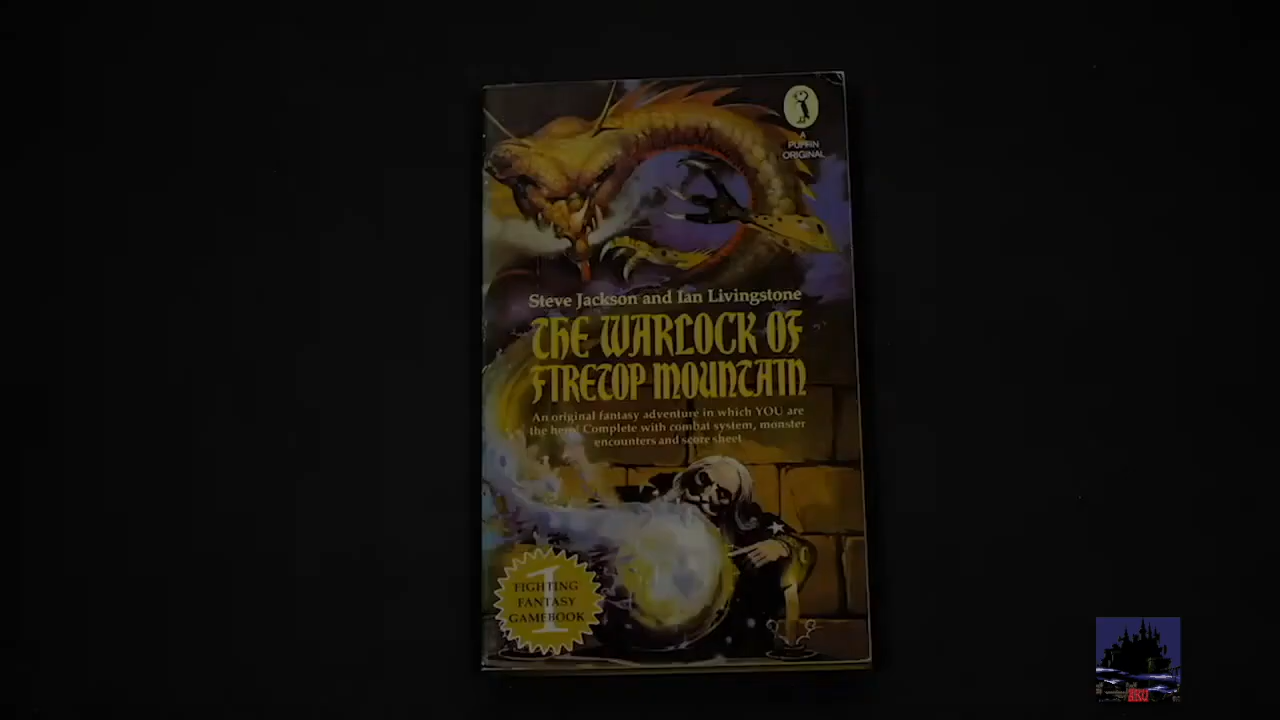 A
PUFFIN
ORIGINAL
Steve Jackson and Ian Livingstone
THE WARLOCK OF
FIRETOP MOUNTAIN
An original fantasy adventure in which YOU are
the hero! Complete with combat system, monster
encounters and score sheet
1
FIGHTING
FANTASY
GAMEBOOK